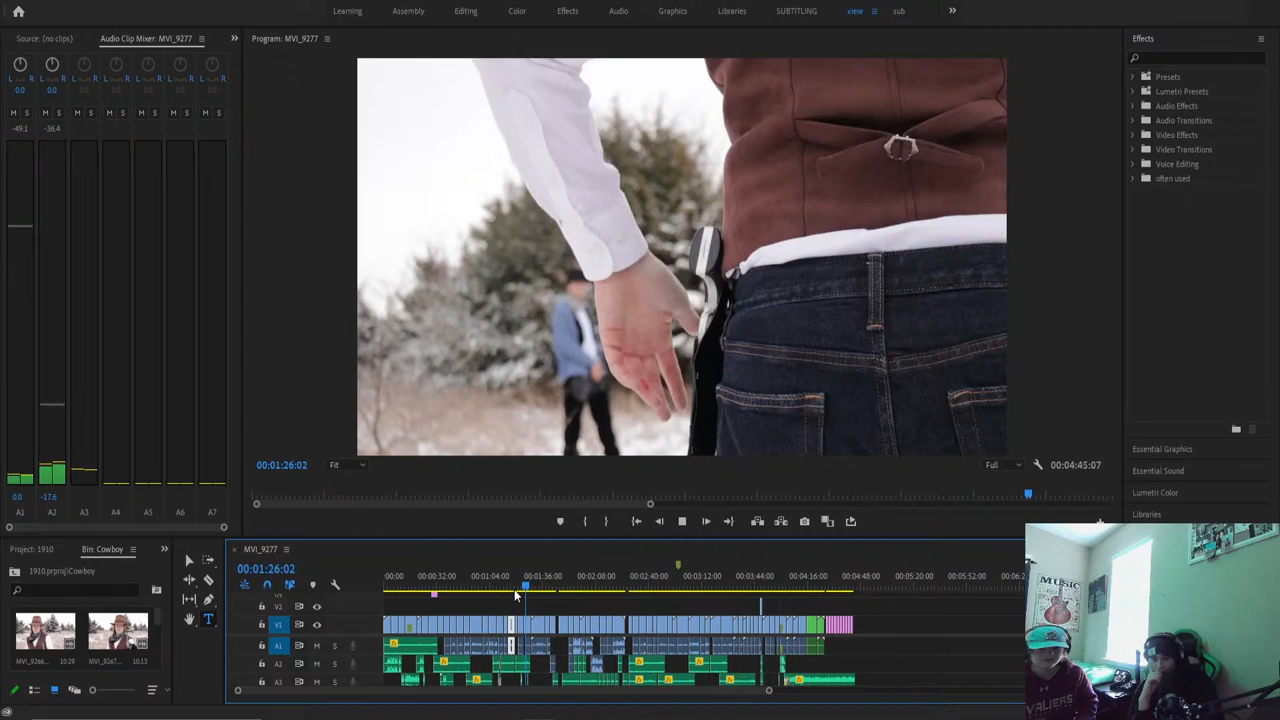 Learning Assembly Editing Color Effects Audio Graphics Libraries SUBTITLING view sub
Source: (no clips) Audio Clip Mixer: MVI_9277
Program: MVI_9277
Effects
L R L R L R L R L R L R L R
0.0 0.0
M S M S M S M S M S M S M S
-49.1 -36.4
Presets
Lumetri Presets
Audio Effects
Audio Transitions
Video Effects
Video Transitions
Voice Editing
often used
Essential Graphics
Essential Sound
Lumetri Color
Libraries
00:01:26:02 Fit Full 00:04:45:07
0.0 -17.6
A1 A2 A3 A4 A5 A6 A7
Project: 1910 Bin: Cowboy
1910.prproj\Cowboy
MVI_9266... 10:29 MVI_927... 10:13
MVI_9277
00:01:26:02
:00:00 00:00:32:00 00:01:04:00 00:01:36:00 00:02:08:00 00:02:40:00 00:03:12:00 00:03:44:00 00:04:16:00 00:04:48:00 00:05:20:00 00:05:52:00
V2
V1
A1 M S
A2 M S
A3 M S